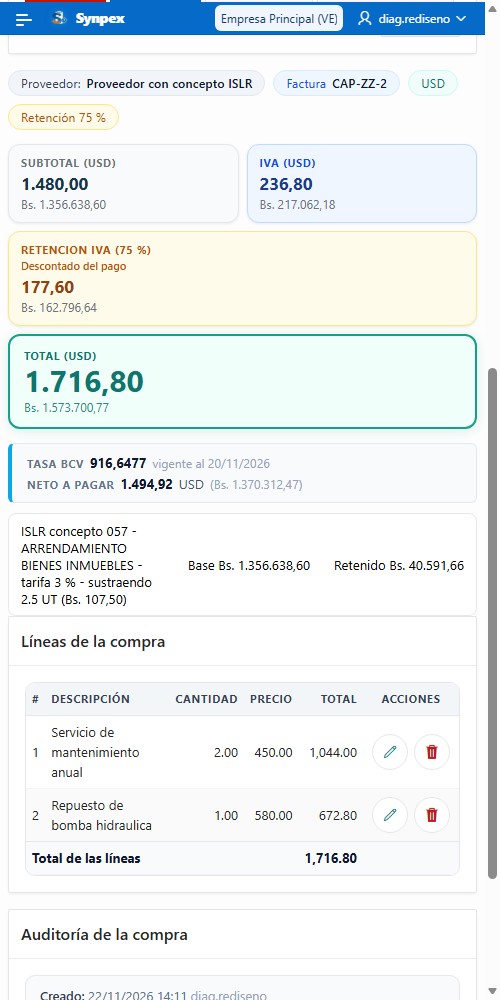 Synpex
Empresa Principal (VE)
diag.rediseno
Proveedor: Proveedor con concepto ISLR
Factura CAP-ZZ-2
USD
Retención 75 %
SUBTOTAL (USD)
1.480,00
Bs. 1.356.638,60
IVA (USD)
236,80
Bs. 217.062,18
RETENCION IVA (75 %)
Descontado del pago
177,60
Bs. 162.796,64
TOTAL (USD)
1.716,80
Bs. 1.573.700,77
TASA BCV 916,6477 vigente al 20/11/2026
NETO A PAGAR 1.494,92 USD (Bs. 1.370.312,47)
ISLR concepto 057 -
ARRENDAMIENTO
BIENES INMUEBLES -
tarifa 3 % - sustraendo
2.5 UT (Bs. 107,50)
Base Bs. 1.356.638,60
Retenido Bs. 40.591,66
Líneas de la compra
# DESCRIPCIÓN CANTIDAD PRECIO TOTAL ACCIONES
1 Servicio de mantenimiento anual 2.00 450.00 1,044.00
2 Repuesto de bomba hidraulica 1.00 580.00 672.80
Total de las líneas 1,716.80
Auditoría de la compra
Creado: 22/11/2026 14:11 diag.rediseno